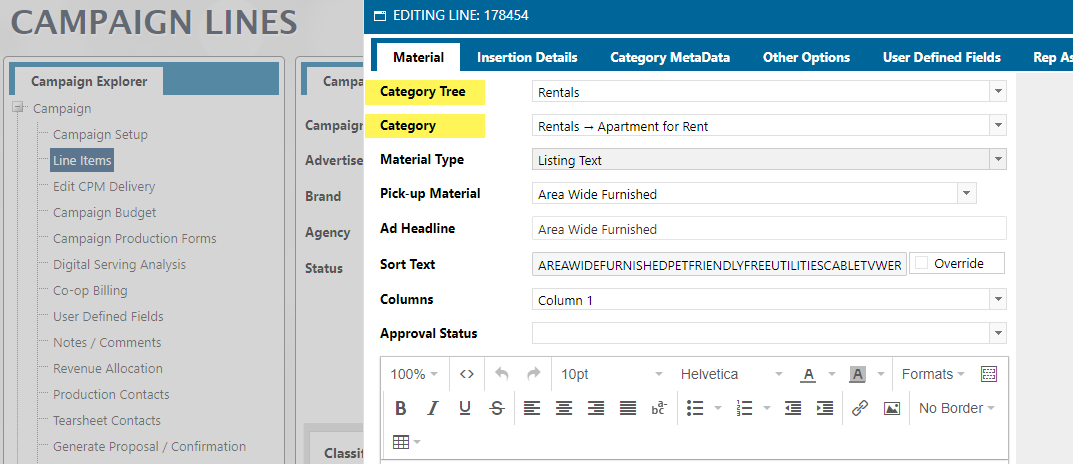 CAMPAIGN LINES
Campaign Explorer
Campaign
Campaign Setup
Line Items
Edit CPM Delivery
Campaign Budget
Campaign Production Forms
Digital Serving Analysis
Co-op Billing
User Defined Fields
Notes / Comments
Revenue Allocation
Production Contacts
Tearsheet Contacts
Generate Proposal / Confirmation
Campa
Campaign
Advertise
Brand
Agency
Status
Classif
EDITING LINE: 178454
Material Insertion Details Category MetaData Other Options User Defined Fields Rep As
Category Tree Rentals
Category Rentals → Apartment for Rent
Material Type Listing Text
Pick-up Material Area Wide Furnished
Ad Headline Area Wide Furnished
Sort Text AREAWIDEFURNISHEDPETFRIENDLYFREEUTILITIESCABLETVWER Override
Columns Column 1
Approval Status
100% <> 10pt Helvetica A A Formats
B I U S abc No Border